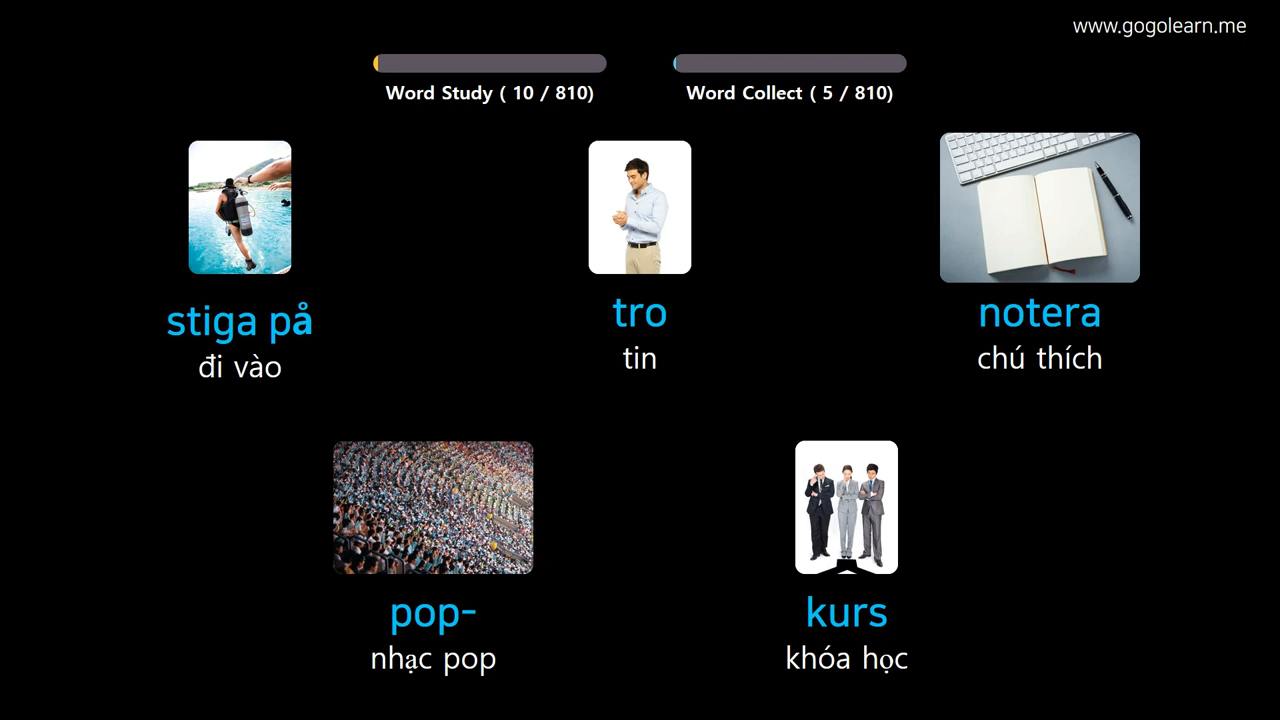 www.gogolearn.me
Word Study ( 10 / 810)
Word Collect ( 5 / 810)
stiga på
đi vào
tro
tin
notera
chú thích
pop-
nhạc pop
kurs
khóa học